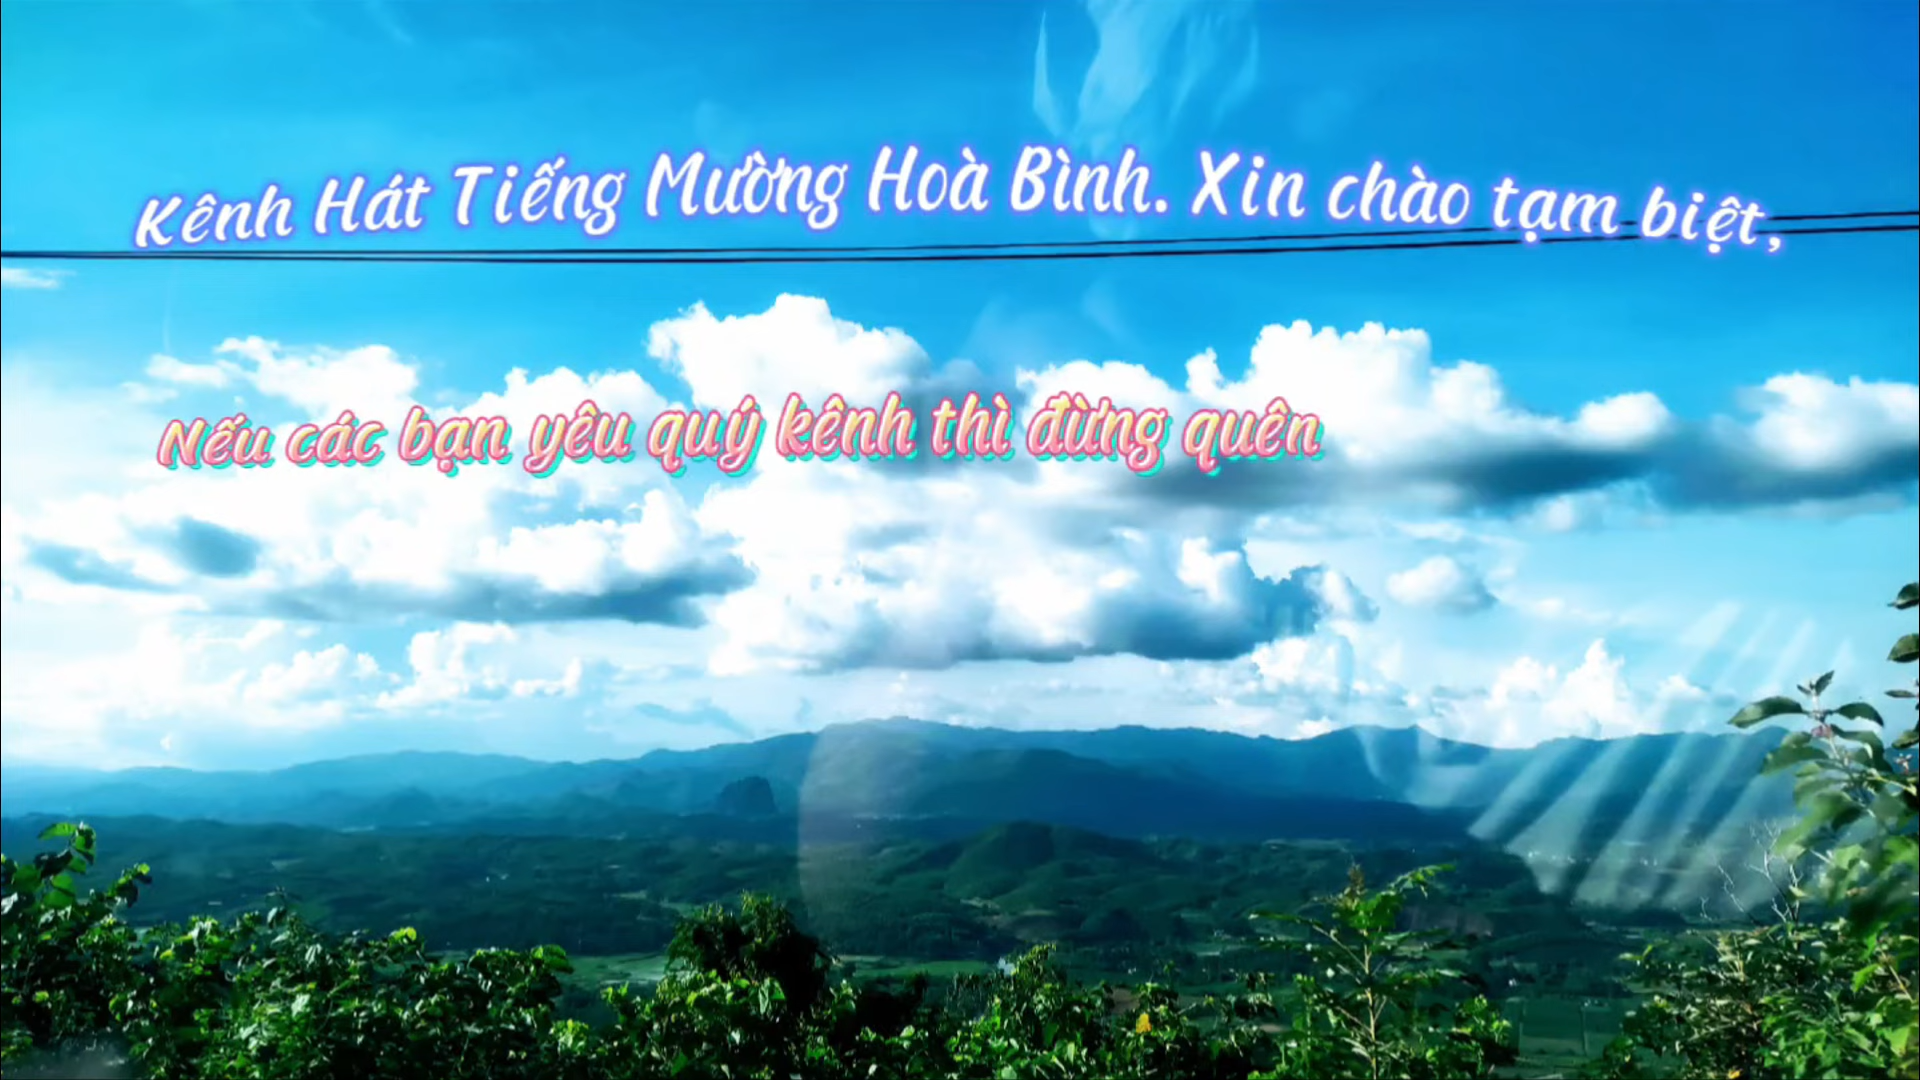 Kênh Hát Tiếng Mường Hoà Bình. Xin chào tạm biệt,
Nếu các bạn yêu quý kênh thì đừng quên